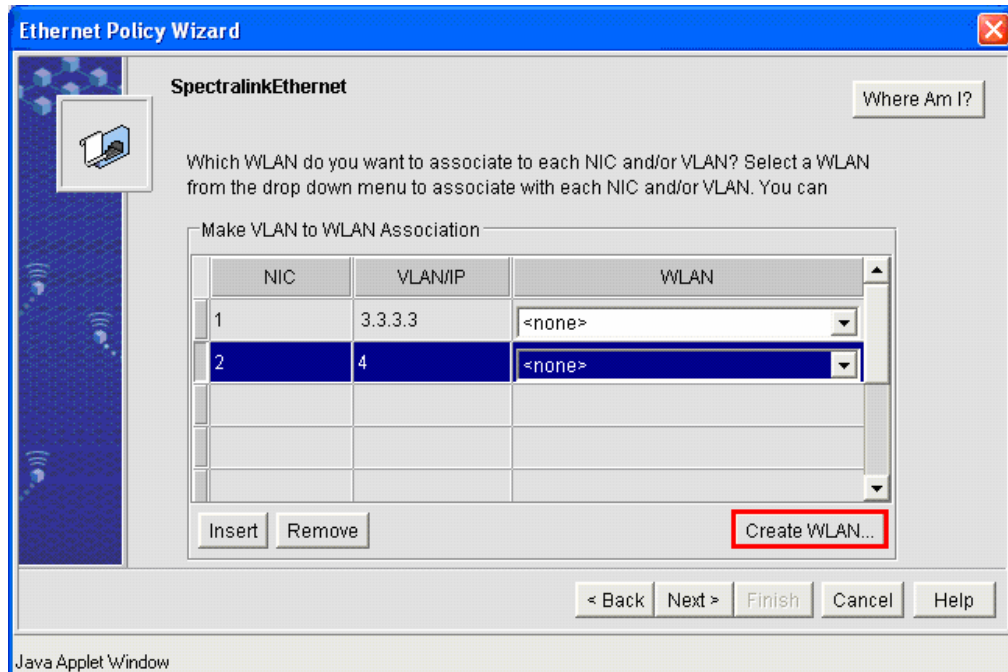 Ethernet Policy Wizard
SpectralinkEthernet
Where Am I?
Which WLAN do you want to associate to each NIC and/or VLAN? Select a WLAN
from the drop down menu to associate with each NIC and/or VLAN. You can
Make VLAN to WLAN Association
NIC VLAN/IP WLAN
1 3.3.3.3 <none>
2 4 <none>
Insert Remove Create WLAN...
< Back Next > Finish Cancel Help
Java Applet Window